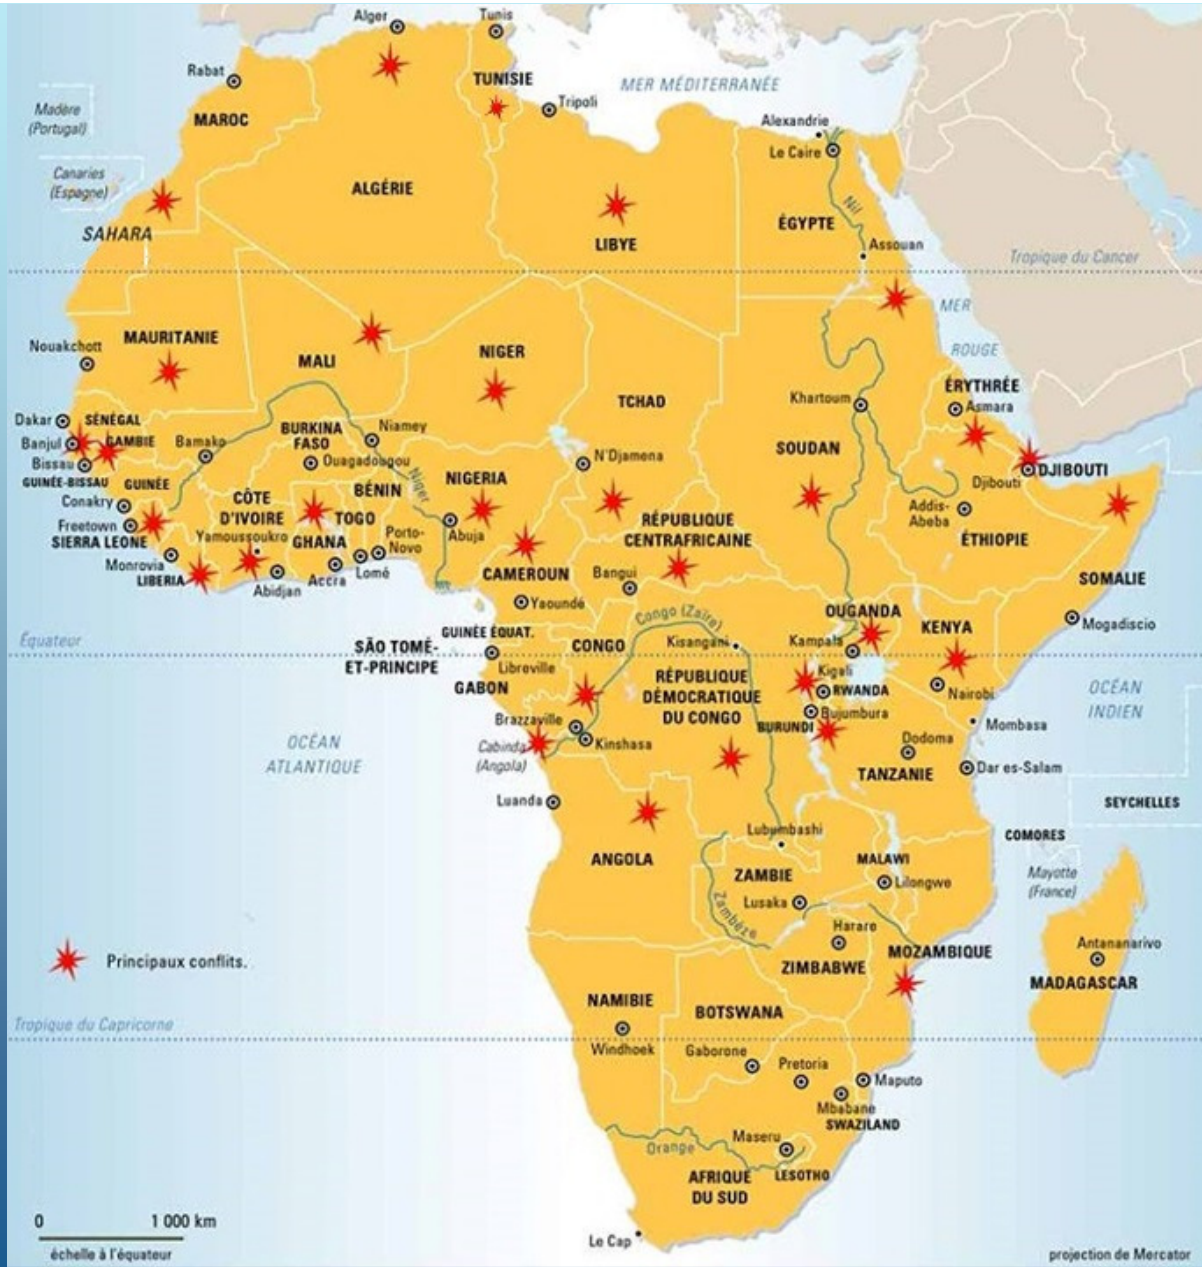 Alger
Tunis
Rabat
TUNISIE
MER MÉDITERRANÉE
Tripoli
Madère
(Portugal)
MAROC
Alexandrie
Le Caire
Canaries
(Espagne)
ALGÉRIE
Nil
ÉGYPTE
SAHARA
LIBYE
Assouan
Tropique du Cancer
MER
ROUGE
MAURITANIE
Nouakchott
MALI
NIGER
TCHAD
Khartoum
ÉRYTHRÉE
Asmara
Dakar
SÉNÉGAL
Banjul
GAMBIE
Bissau
GUINÉE-BISSAU
GUINÉE
Bamako
BURKINA
FASO
Ouagadougou
Niamey
Niger
NIGERIA
N'Djamena
SOUDAN
Djibouti
DJIBOUTI
Conakry
Freetown
SIERRA LEONE
CÔTE
D'IVOIRE
Yamoussoukro
BÉNIN
TOGO
GHANA
Porto-
Novo
Abuja
RÉPUBLIQUE
CENTRAFRICAINE
Addis-
Abeba
ÉTHIOPIE
Monrovia
LIBERIA
Abidjan
Accra
Lomé
CAMEROUN
Bangui
Yaoundé
SOMALIE
Équateur
GUINÉE ÉQUAT.
SÃO TOMÉ-
ET-PRINCIPE
Libreville
GABON
CONGO
Congo (Zaïre)
Kisangani
OUGANDA
Kampala
KENYA
Mogadiscio
RÉPUBLIQUE
DÉMOCRATIQUE
DU CONGO
Kigali
RWANDA
Nairobi
OCÉAN
INDIEN
Brazzaville
Kinshasa
BURUNDI
Bujumbura
Mombasa
OCÉAN
ATLANTIQUE
Cabinda
(Angola)
Dodoma
TANZANIE
Dar es-Salam
Luanda
SEYCHELLES
Lubumbashi
COMORES
ANGOLA
ZAMBIE
MALAWI
Lilongwe
Mayotte
(France)
Zambèze
Lusaka
Harare
MOZAMBIQUE
ZIMBABWE
Antananarivo
MADAGASCAR
Principaux conflits.
NAMIBIE
BOTSWANA
Tropique du Capricorne
Windhoek
Gaborone
Pretoria
Maputo
Mbabane
SWAZILAND
Orange
Maseru
LESOTHO
AFRIQUE
DU SUD
Le Cap
0 1 000 km
échelle à l'équateur
projection de Mercator